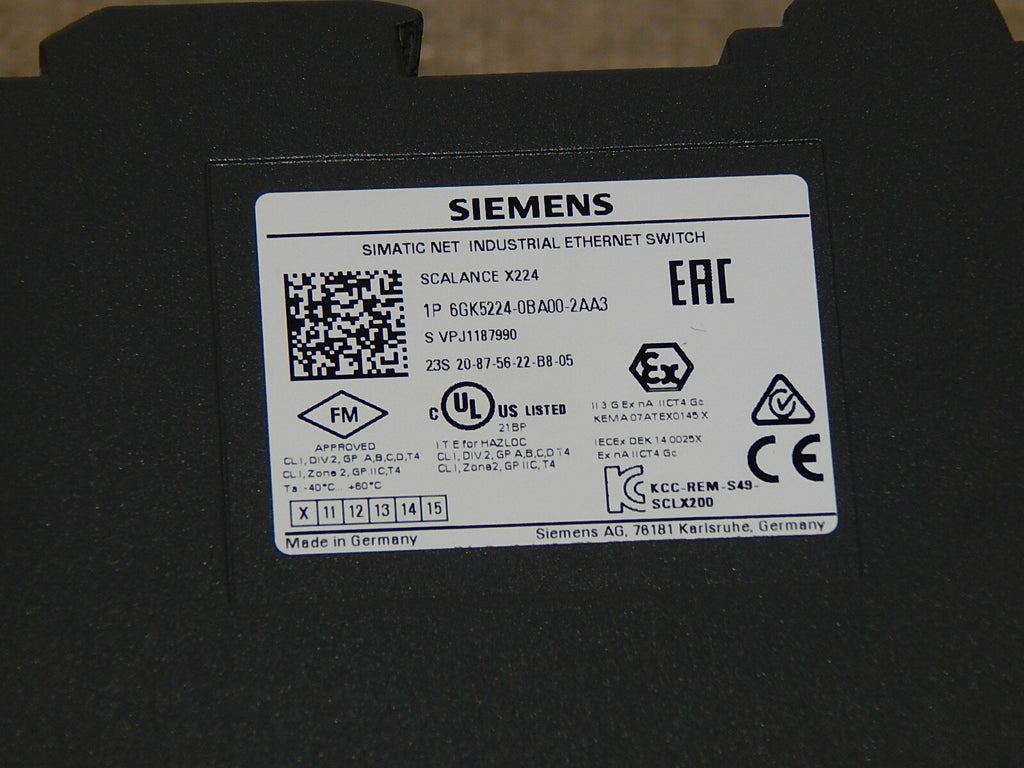 SIEMENS
SIMATIC NET INDUSTRIAL ETHERNET SWITCH
SCALANCE X224
1P 6GK5224-0BA00-2AA3
S VPJ1187990
23S 20-87-56-22-B8-05
EAC
Ex
II 3 G Ex nA IICT4 Gc
KEMA 07ATEX0145 X
IECEx DEK 14.0025X
Ex nA IICT4 Gc
FM
APPROVED
CL.I, DIV.2, GP. A,B,C,D,T4
CL.I, Zone 2, GP.IIC,T4
Ta: -40°C... +60°C
C UL US LISTED
21BP
I.T.E for HAZLOC
CL.I, DIV.2, GP.A,B,C,D T4
CL.I, Zone2, GP.IIC, T4
CE
KCC-REM-S49-
SCLX200
X 11 12 13 14 15
Made in Germany
Siemens AG, 76181 Karlsruhe, Germany